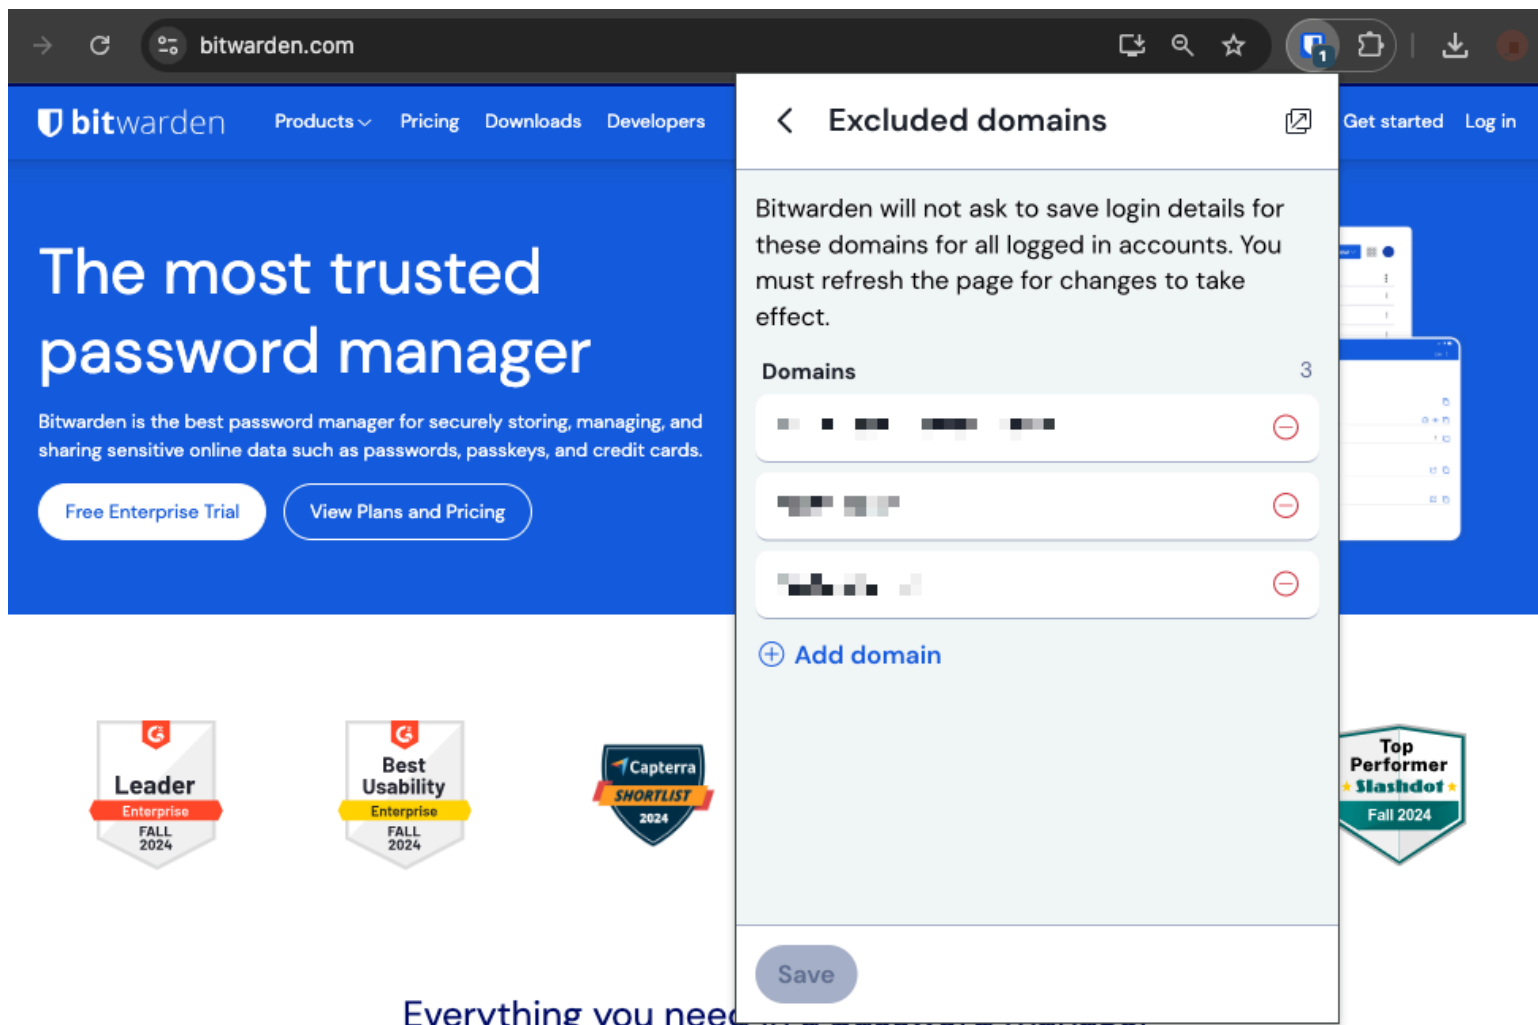 bitwarden.com
1
bitwarden
Products
Pricing
Downloads
Developers
Get started
Log in
The most trusted
password manager
Bitwarden is the best password manager for securely storing, managing, and
sharing sensitive online data such as passwords, passkeys, and credit cards.
Free Enterprise Trial
View Plans and Pricing
Excluded domains
Bitwarden will not ask to save login details for
these domains for all logged in accounts. You
must refresh the page for changes to take
effect.
Domains
3
Add domain
Save
Leader
Enterprise
FALL
2024
Best
Usability
Enterprise
FALL
2024
Capterra
SHORTLIST
2024
Top
Performer
Slashdot
Fall 2024
Everything you need